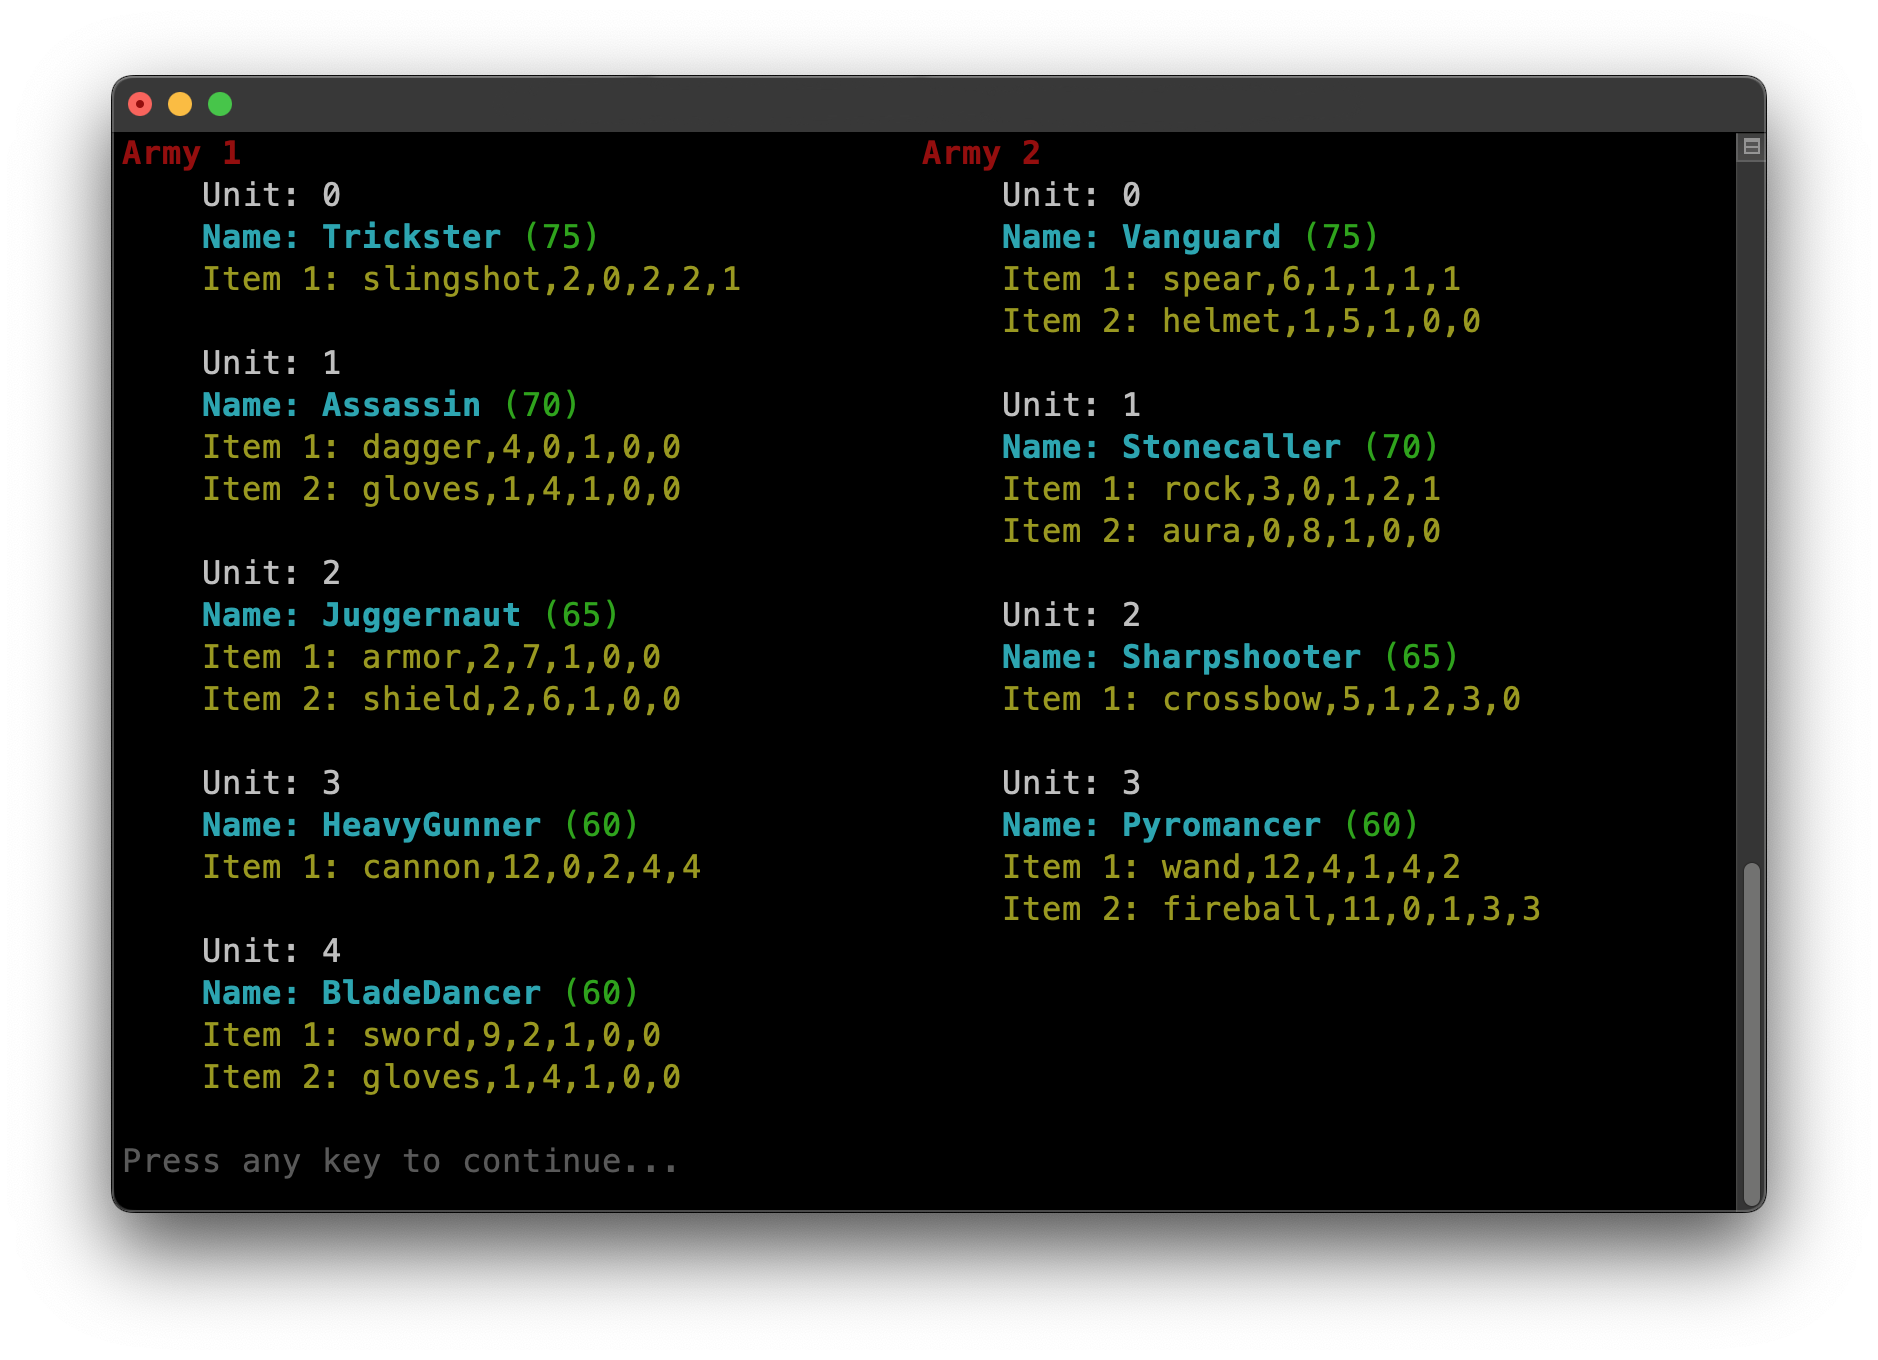 Army 1
Unit: 0
Name: Trickster (75)
Item 1: slingshot,2,0,2,2,1
Unit: 1
Name: Assassin (70)
Item 1: dagger,4,0,1,0,0
Item 2: gloves,1,4,1,0,0
Unit: 2
Name: Juggernaut (65)
Item 1: armor,2,7,1,0,0
Item 2: shield,2,6,1,0,0
Unit: 3
Name: HeavyGunner (60)
Item 1: cannon,12,0,2,4,4
Unit: 4
Name: BladeDancer (60)
Item 1: sword,9,2,1,0,0
Item 2: gloves,1,4,1,0,0
Army 2
Unit: 0
Name: Vanguard (75)
Item 1: spear,6,1,1,1,1
Item 2: helmet,1,5,1,0,0
Unit: 1
Name: Stonecaller (70)
Item 1: rock,3,0,1,2,1
Item 2: aura,0,8,1,0,0
Unit: 2
Name: Sharpshooter (65)
Item 1: crossbow,5,1,2,3,0
Unit: 3
Name: Pyromancer (60)
Item 1: wand,12,4,1,4,2
Item 2: fireball,11,0,1,3,3
Press any key to continue...